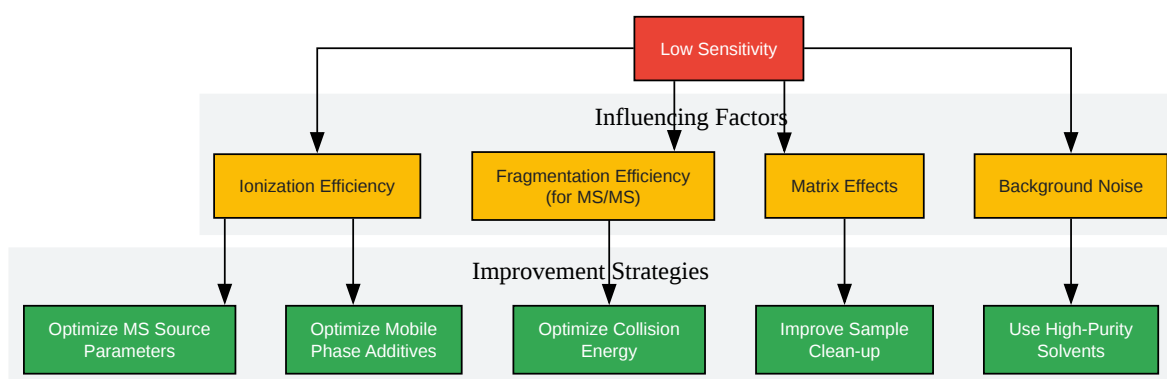 Low Sensitivity
Influencing Factors
Ionization Efficiency
Fragmentation Efficiency
(for MS/MS)
Matrix Effects
Background Noise
Improvement Strategies
Optimize MS Source
Parameters
Optimize Mobile
Phase Additives
Optimize Collision
Energy
Improve Sample
Clean-up
Use High-Purity
Solvents